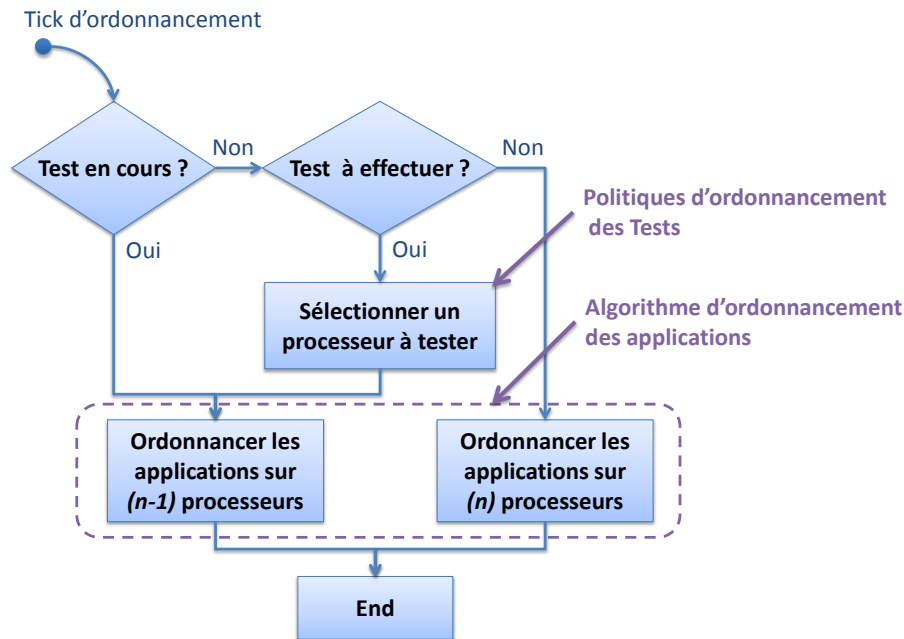 Tick d'ordonnancement
Test en cours ?
Non
Test à effectuer ?
Non
Oui
Oui
Politiques d'ordonnancement
des Tests
Sélectionner un
processeur à tester
Algorithme d'ordonnancement
des applications
Ordonnancer les
applications sur
(n-1) processeurs
Ordonnancer les
applications sur
(n) processeurs
End